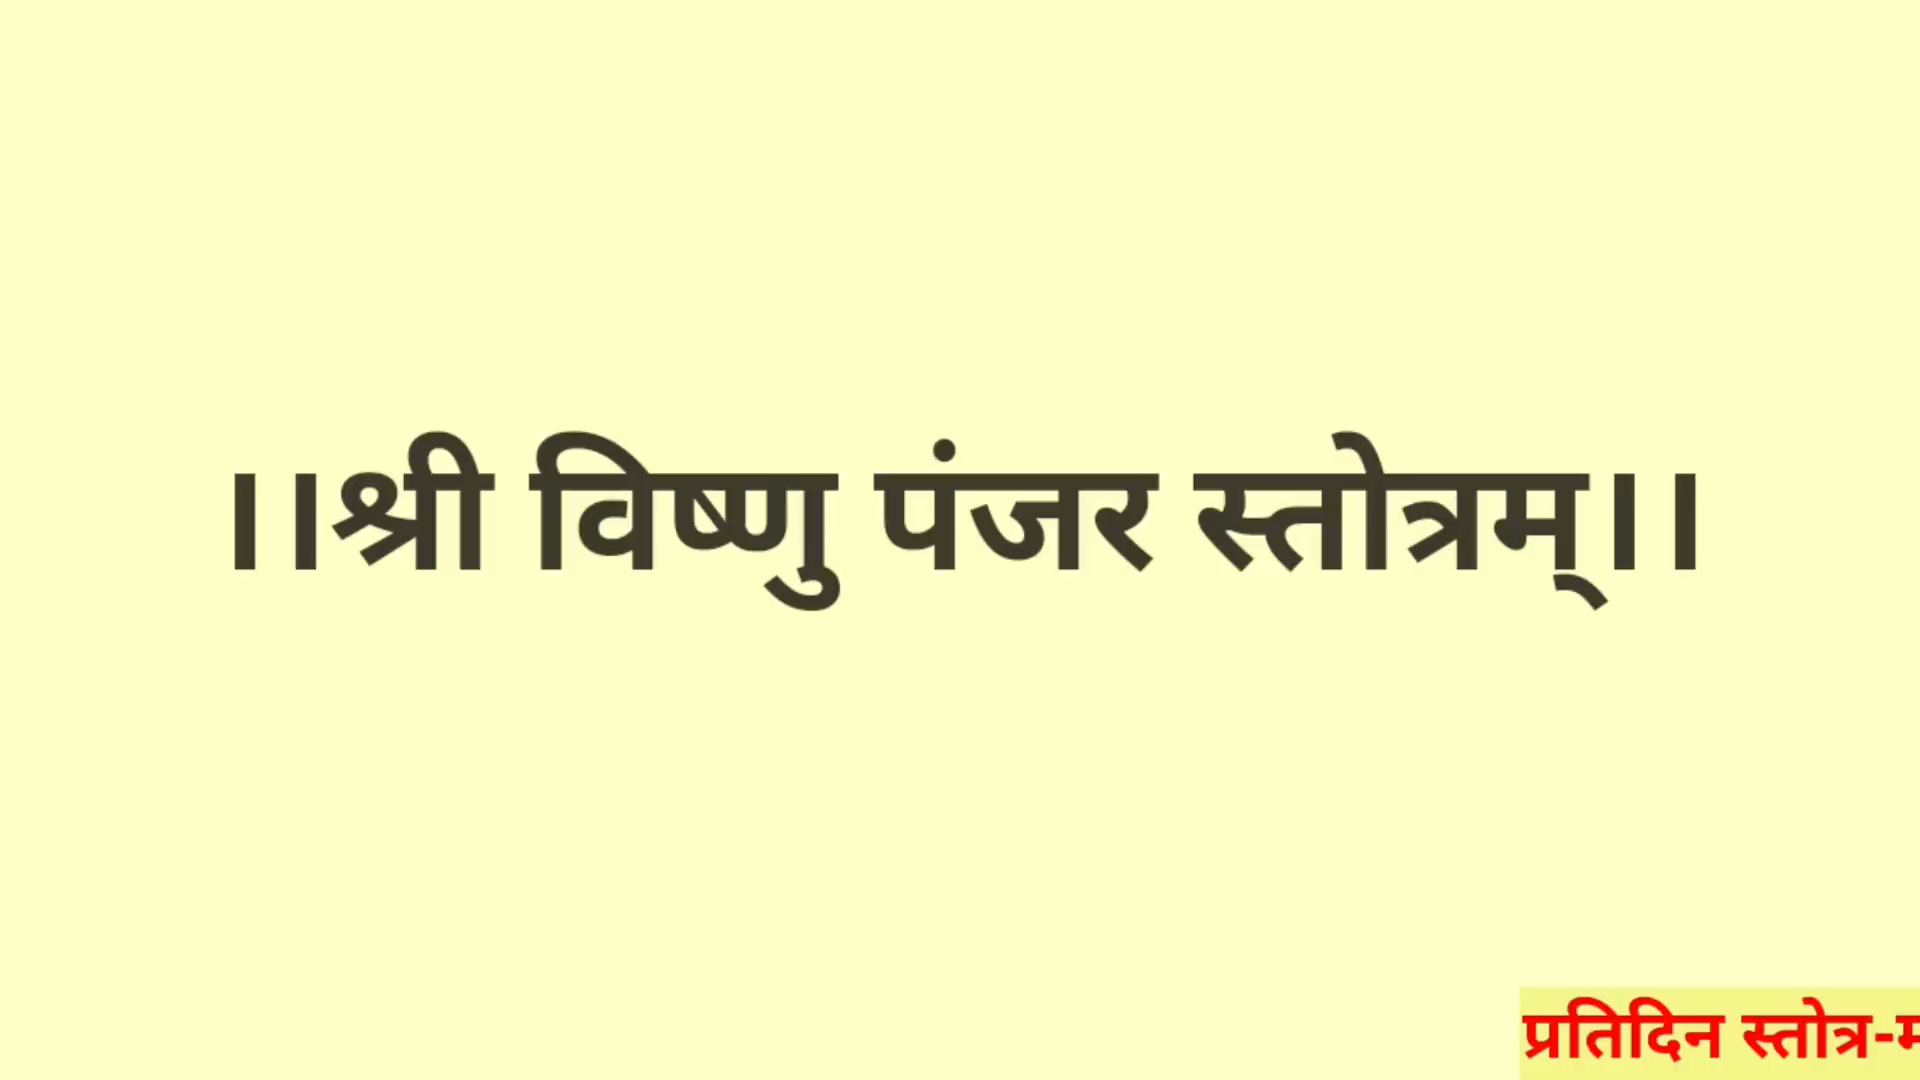 ।।श्री विष्णु पंजर स्तोत्रम्।।
प्रतिदिन स्तोत्र-